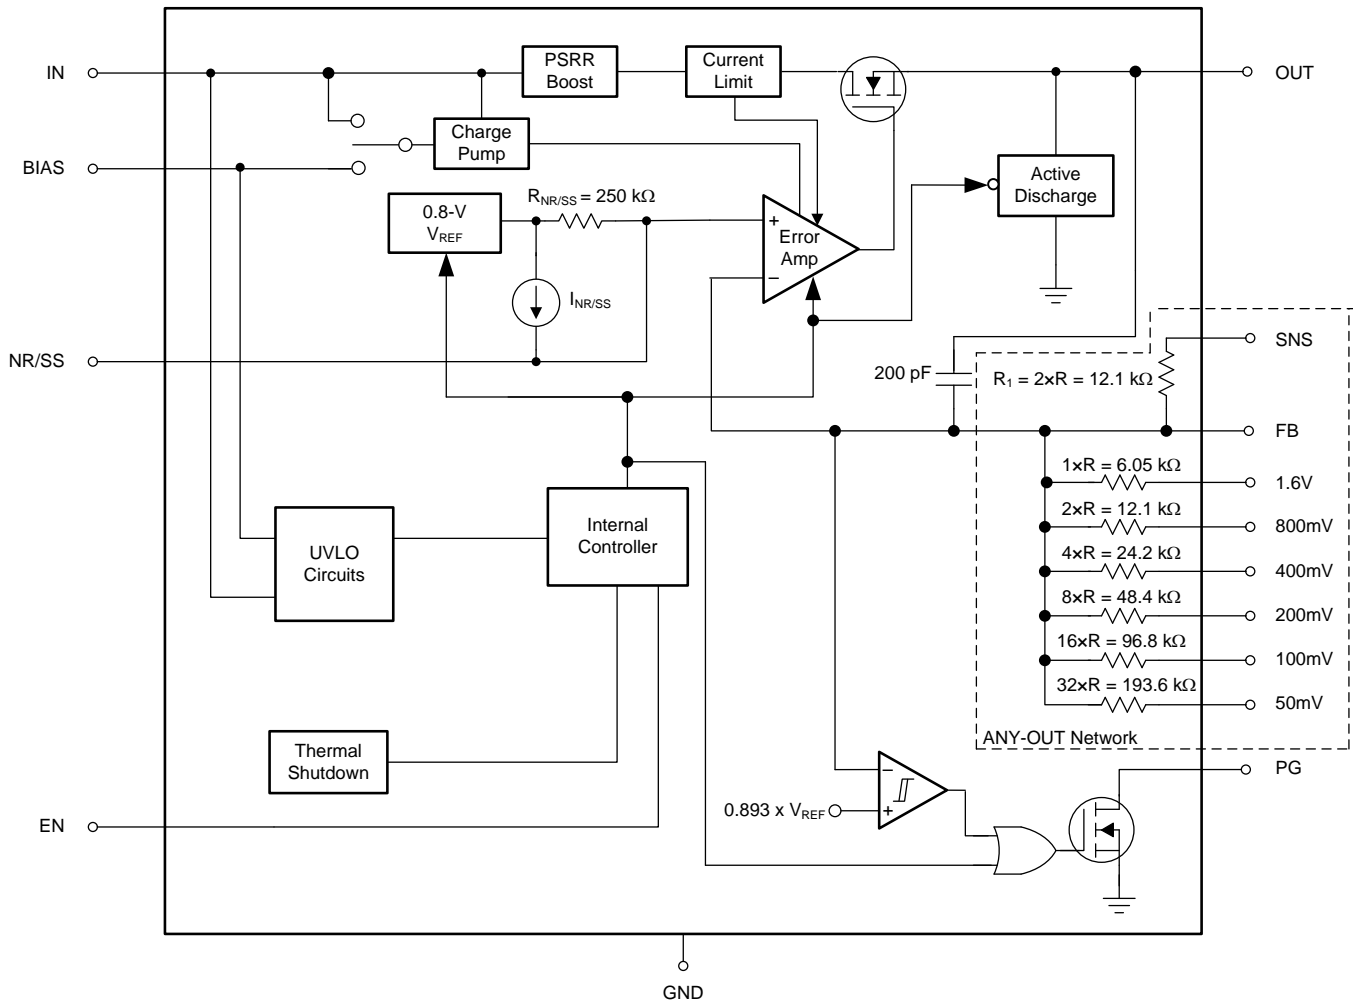 IN
PSRR
Boost
Current
Limit
OUT
Charge
Pump
BIAS
Active
Discharge
0.8-V
VREF
RNR/SS = 250 kΩ
+
Error
Amp
−
INR/SS
NR/SS
SNS
200 pF
R1 = 2×R = 12.1 kΩ
FB
1×R = 6.05 kΩ
1.6V
2×R = 12.1 kΩ
800mV
4×R = 24.2 kΩ
400mV
8×R = 48.4 kΩ
200mV
16×R = 96.8 kΩ
100mV
32×R = 193.6 kΩ
50mV
ANY-OUT Network
UVLO
Circuits
Internal
Controller
Thermal
Shutdown
EN
−
0.893 x VREF
+
PG
GND